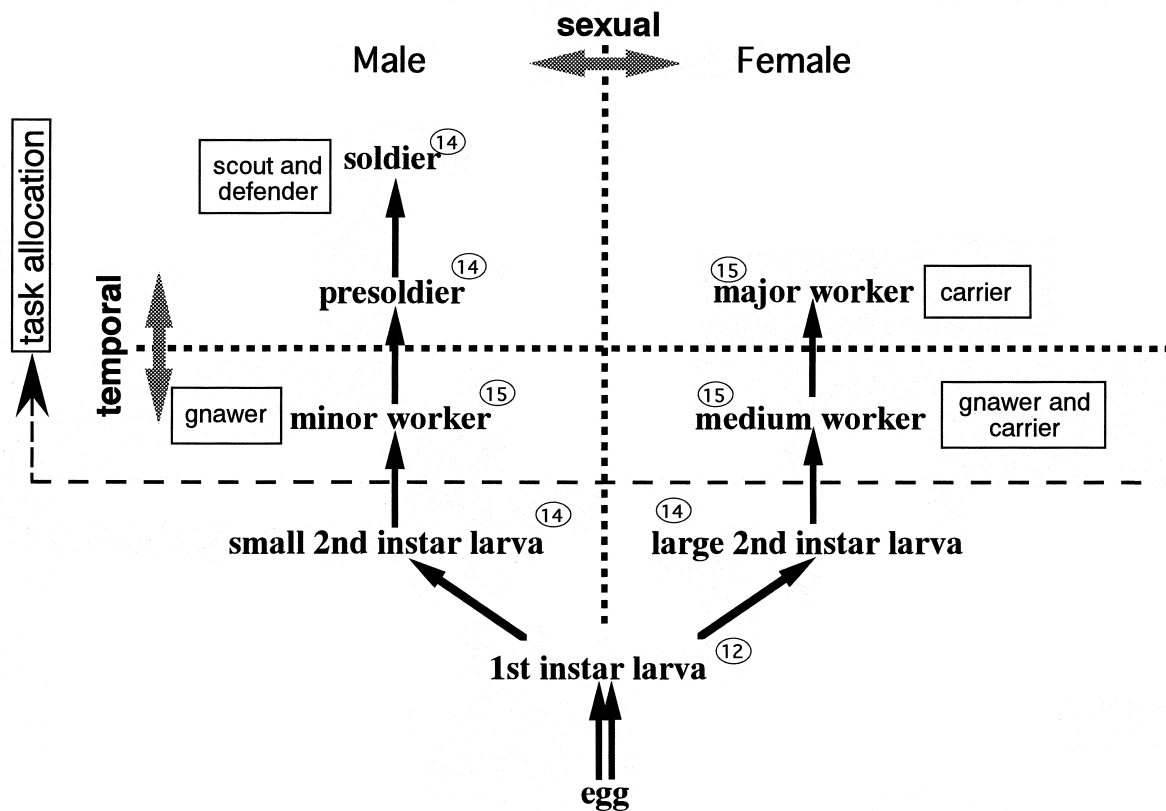 sexual
Male
Female
task allocation
scout and
defender
soldier
14
temporal
presoldier
14
15
major worker
carrier
gnawer
minor worker
15
15
medium worker
gnawer and
carrier
small 2nd instar larva
14
14
large 2nd instar larva
1st instar larva
12
egg